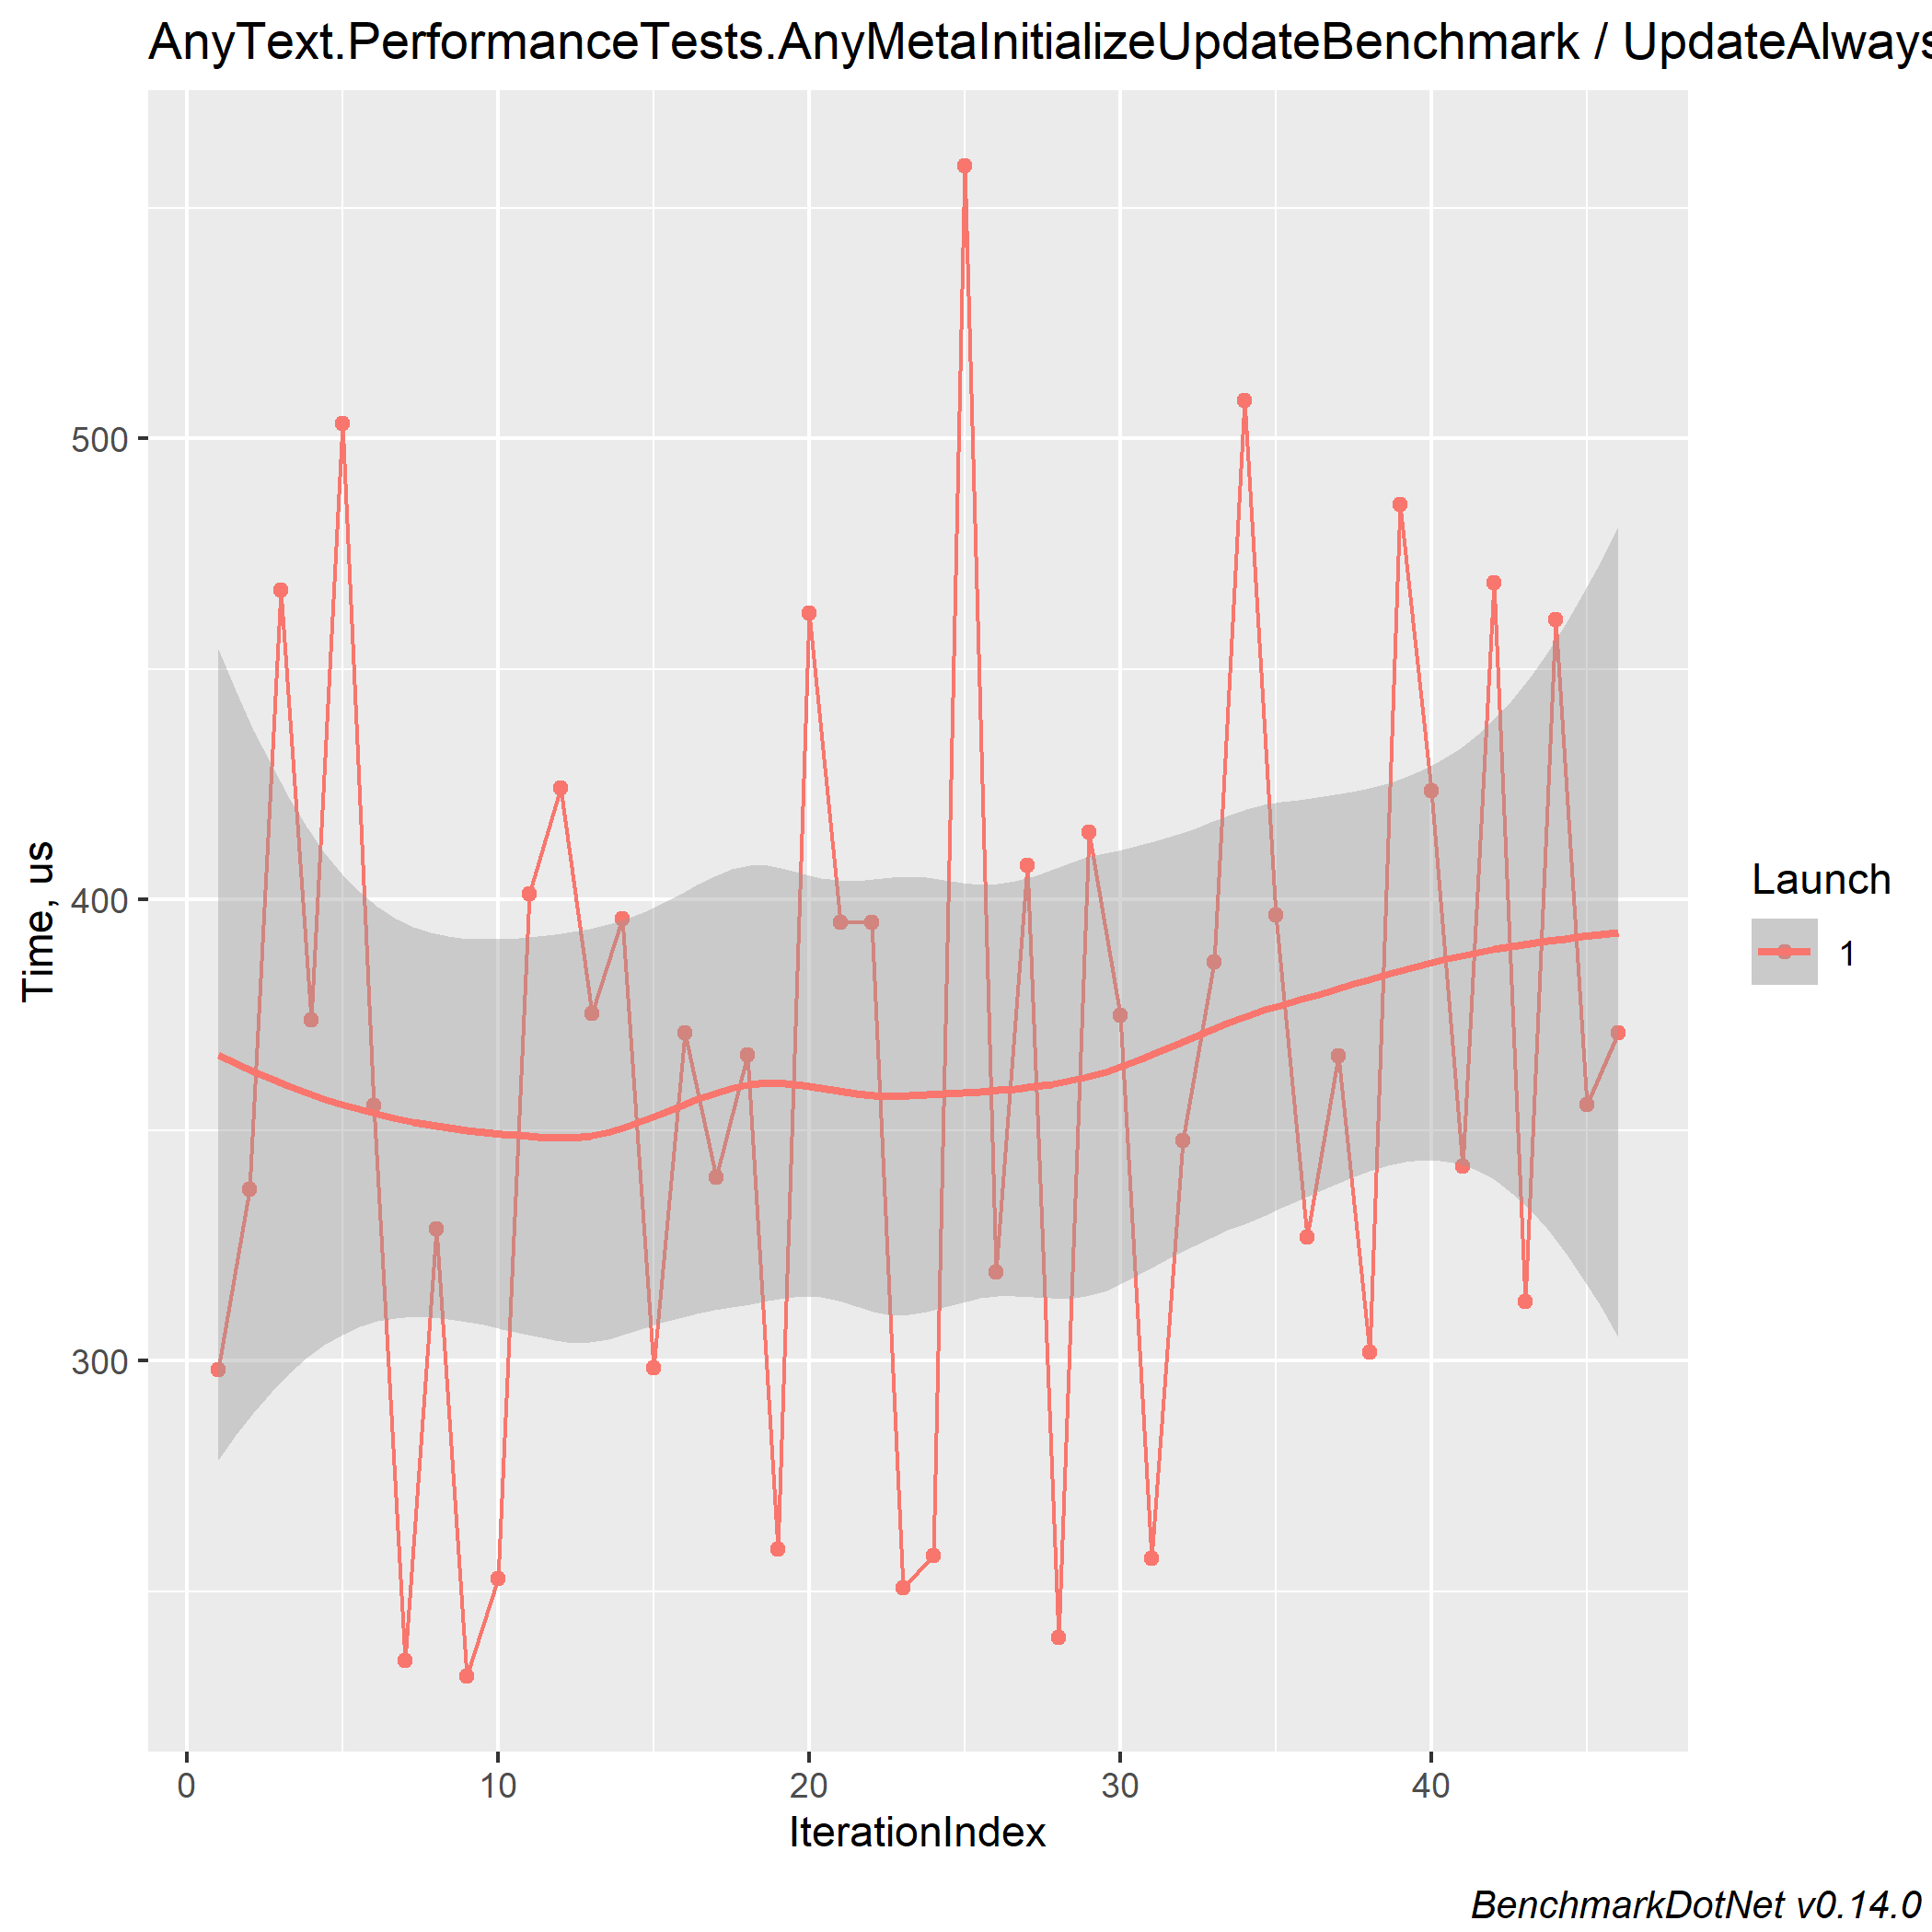 AnyText.PerformanceTests.AnyMetaInitializeUpdateBenchmark / UpdateAlways
500
400
300
Time, us
0 10 20 30 40
IterationIndex
Launch
1
BenchmarkDotNet v0.14.0